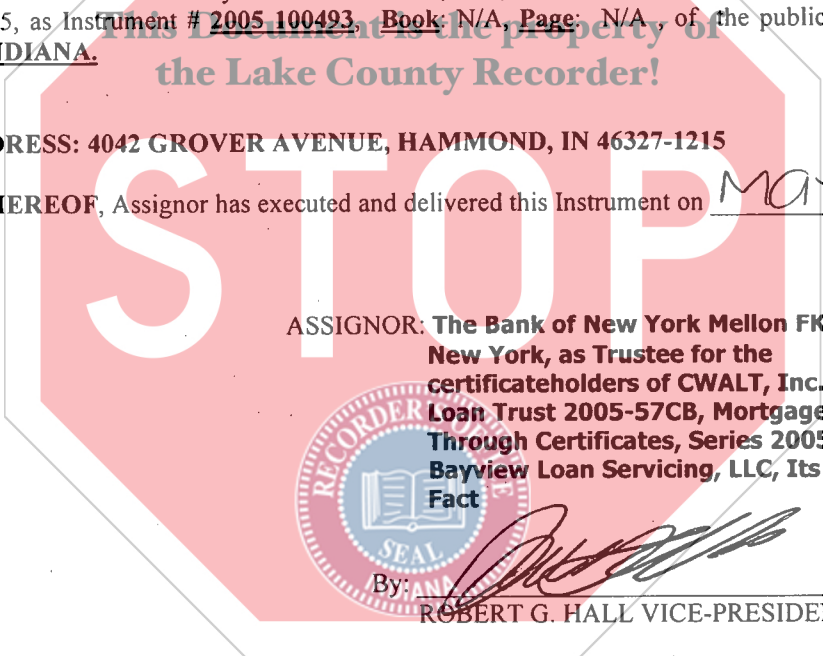 5, as Instrument # 2005 100493, Book: N/A, Page: N/A , of the public
This Document is the property of
NDIANA.
the Lake County Recorder!
DRESS: 4042 GROVER AVENUE, HAMMOND, IN 46327-1215
HEREOF, Assignor has executed and delivered this Instrument on May
STOP
ASSIGNOR: The Bank of New York Mellon FK
New York, as Trustee for the
certificateholders of CWALT, Inc.
Loan Trust 2005-57CB, Mortgage
Through Certificates, Series 2005
Bayview Loan Servicing, LLC, Its
Fact
RECORDER'S OFFICE
SEAL
INDIANA
By:
ROBERT G. HALL VICE-PRESIDE